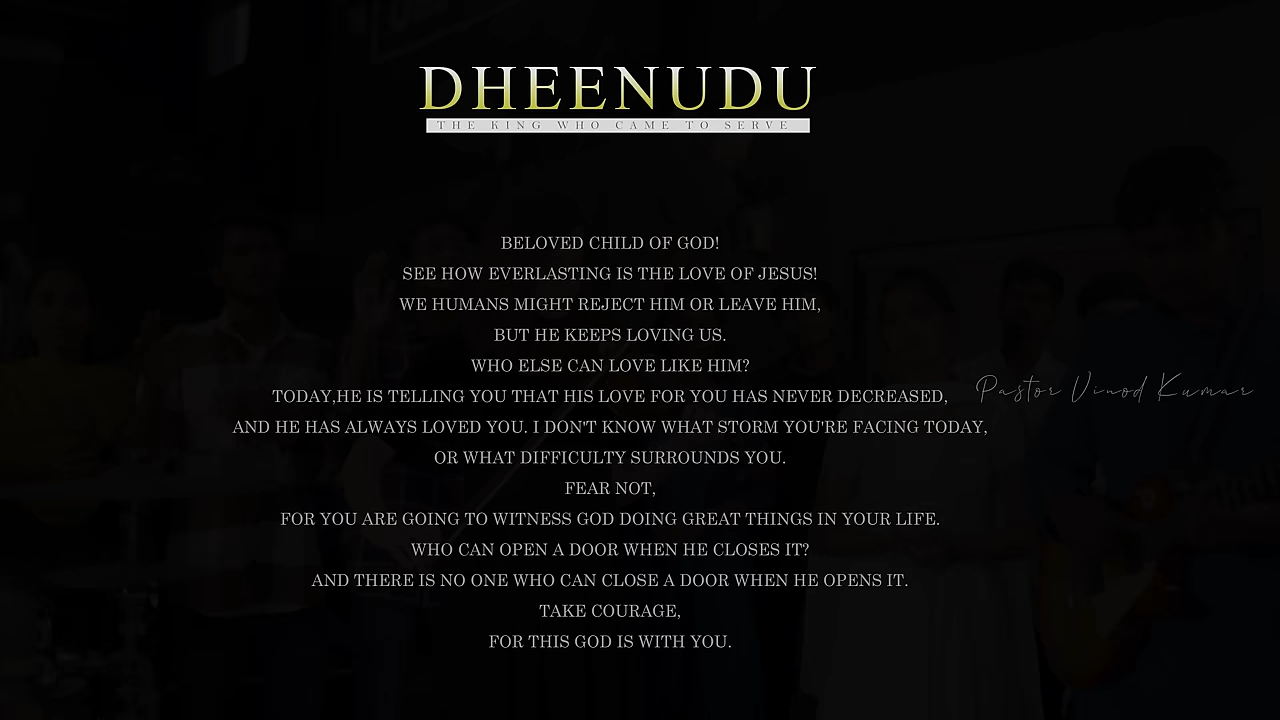 DHEENUDU
THE KING WHO CAME TO SERVE
BELOVED CHILD OF GOD!
SEE HOW EVERLASTING IS THE LOVE OF JESUS!
WE HUMANS MIGHT REJECT HIM OR LEAVE HIM,
BUT HE KEEPS LOVING US.
WHO ELSE CAN LOVE LIKE HIM?
TODAY,HE IS TELLING YOU THAT HIS LOVE FOR YOU HAS NEVER DECREASED,
Pastor Vinod Kumar
AND HE HAS ALWAYS LOVED YOU. I DON'T KNOW WHAT STORM YOU'RE FACING TODAY,
OR WHAT DIFFICULTY SURROUNDS YOU.
FEAR NOT,
FOR YOU ARE GOING TO WITNESS GOD DOING GREAT THINGS IN YOUR LIFE.
WHO CAN OPEN A DOOR WHEN HE CLOSES IT?
AND THERE IS NO ONE WHO CAN CLOSE A DOOR WHEN HE OPENS IT.
TAKE COURAGE,
FOR THIS GOD IS WITH YOU.